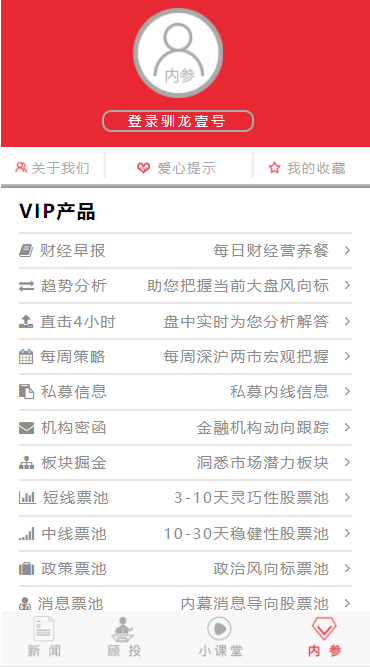 内参
登录驯龙壹号
关于我们 爱心提示 我的收藏
VIP产品
财经早报 每日财经营养餐
趋势分析 助您把握当前大盘风向标
直击4小时 盘中实时为您分析解答
每周策略 每周深沪两市宏观把握
私募信息 私募内线信息
机构密函 金融机构动向跟踪
板块掘金 洞悉市场潜力板块
短线票池 3-10天灵巧性股票池
中线票池 10-30天稳健性股票池
政策票池 政治风向标票池
消息票池 内幕消息导向股票池
新闻 顾投 小课堂 内参